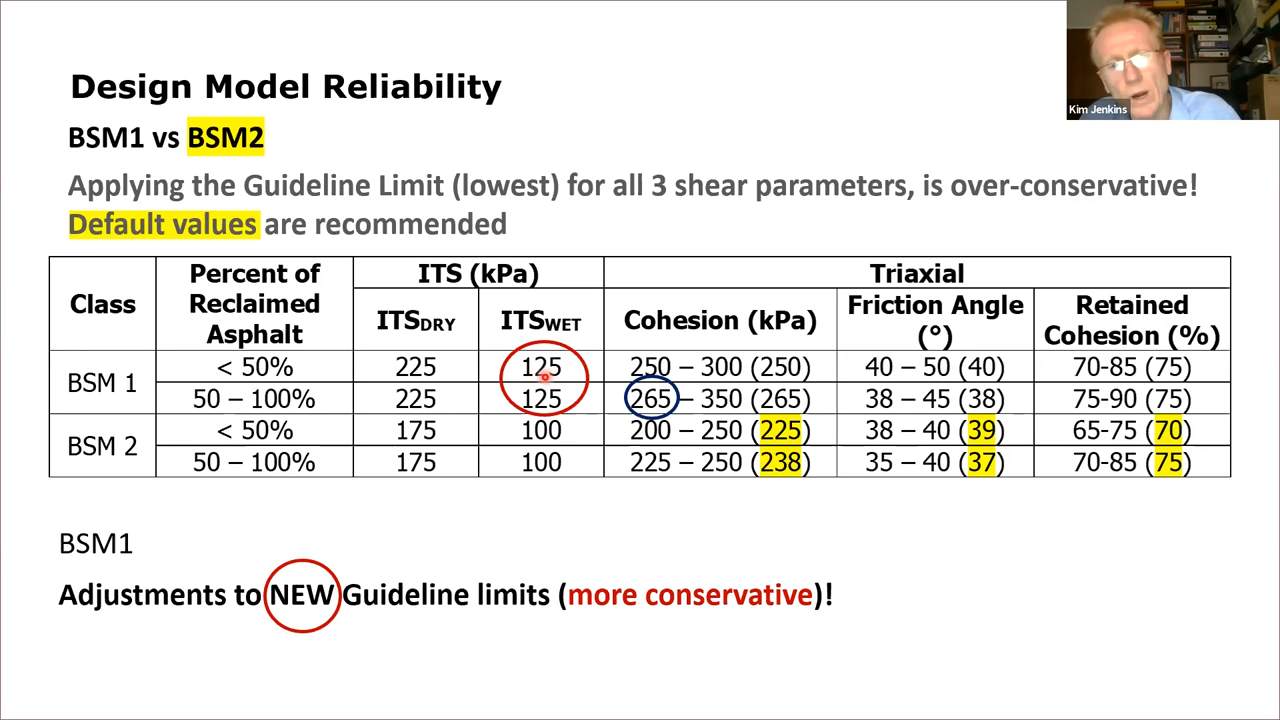 Kim Jenkins
Design Model Reliability
BSM1 vs BSM2
Applying the Guideline Limit (lowest) for all 3 shear parameters, is over-conservative!
Default values are recommended
Class Percent of Reclaimed Asphalt ITS (kPa) Triaxial
ITSDRY ITSWET Cohesion (kPa) Friction Angle (°) Retained Cohesion (%)
BSM 1 < 50% 225 125 250 – 300 (250) 40 – 50 (40) 70-85 (75)
50 – 100% 225 125 265 – 350 (265) 38 – 45 (38) 75-90 (75)
BSM 2 < 50% 175 100 200 – 250 (225) 38 – 40 (39) 65-75 (70)
50 – 100% 175 100 225 – 250 (238) 35 – 40 (37) 70-85 (75)
BSM1
Adjustments to NEW Guideline limits (more conservative)!